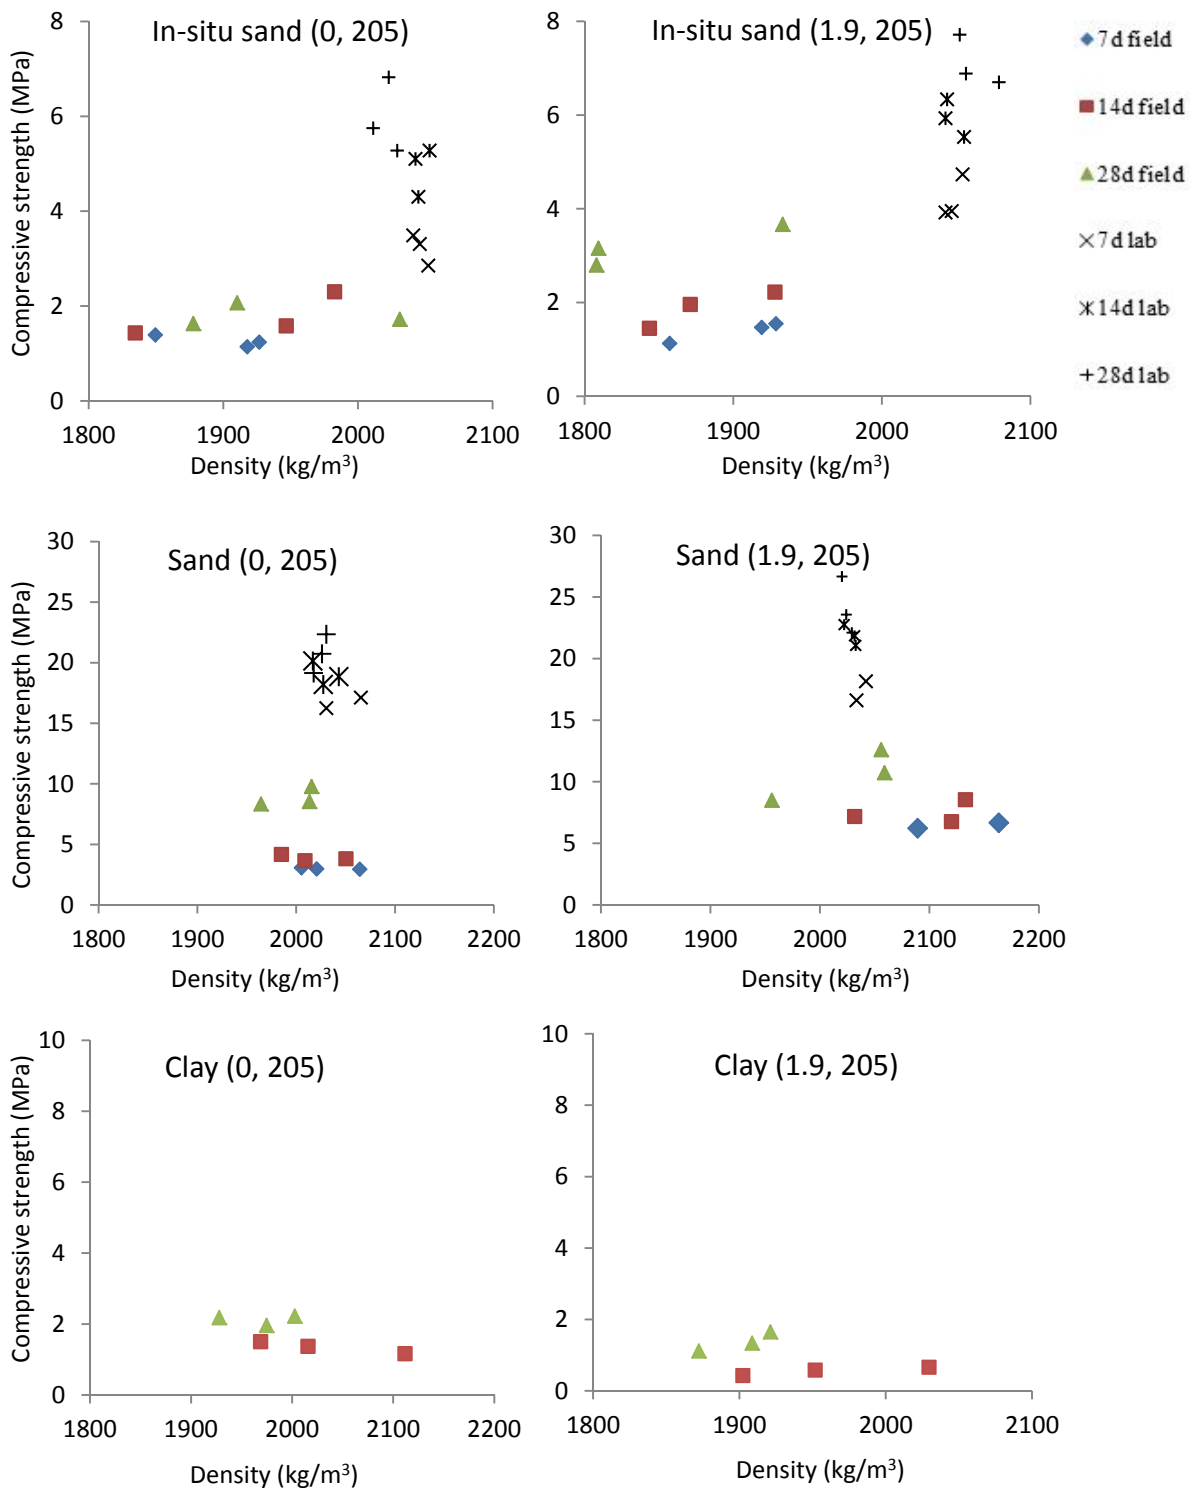 In-situ sand (0, 205)
Compressive strength (MPa)
8
6
4
2
0
1800 1900 2000 2100
Density (kg/m³)
In-situ sand (1.9, 205)
8
6
4
2
0
1800 1900 2000 2100
Density (kg/m³)
7d field
14d field
28d field
7d lab
14d lab
28d lab
Sand (0, 205)
Compressive strength (MPa)
30
25
20
15
10
5
0
1800 1900 2000 2100 2200
Density (kg/m³)
Sand (1.9, 205)
30
25
20
15
10
5
0
1800 1900 2000 2100 2200
Density (kg/m³)
Clay (0, 205)
Compressive strength (MPa)
10
8
6
4
2
0
1800 1900 2000 2100 2200
Density (kg/m³)
Clay (1.9, 205)
10
8
6
4
2
0
1800 1900 2000 2100
Density (kg/m³)